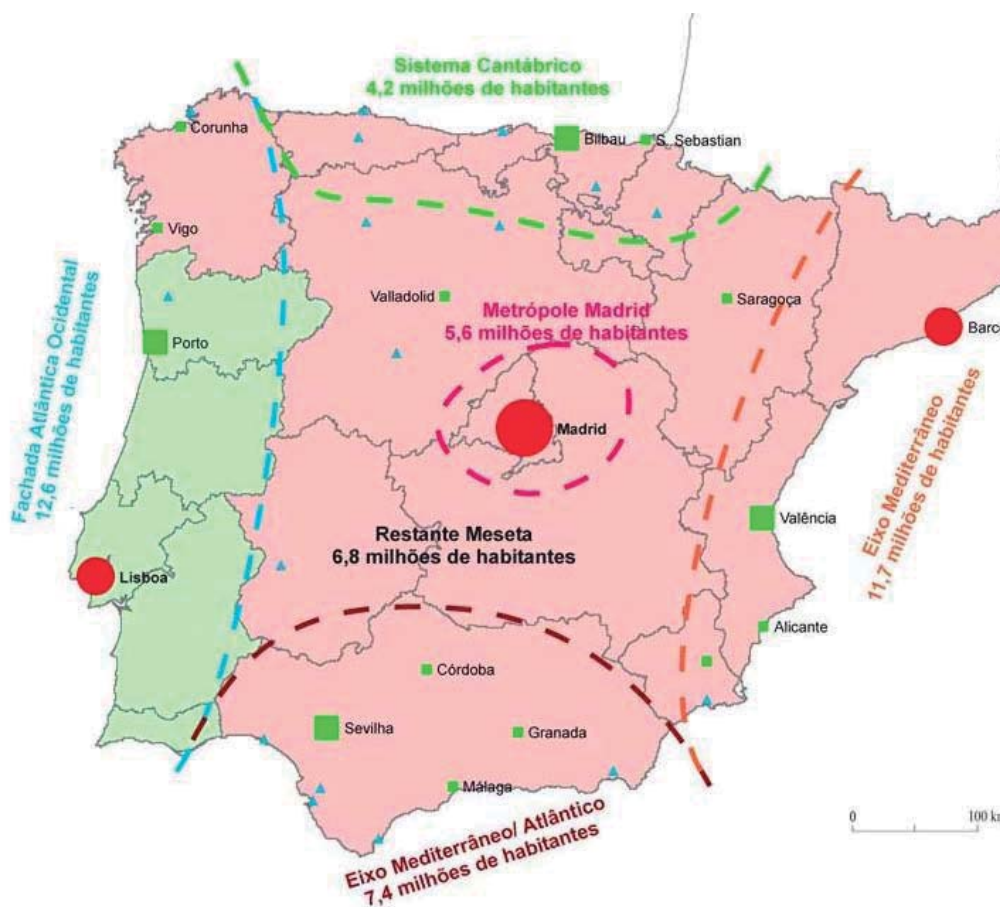 Sistema Cantábrico
4,2 milhões de habitantes
Corunha
Bilbau
S. Sebastian
Vigo
Valladolid
Metrópole Madrid
5,6 milhões de habitantes
Saragoça
Barc
Porto
Fachada Atlântica Ocidental
12,6 milhões de habitantes
Madrid
Eixo Mediterrâneo
11,7 milhões de habitantes
Restante Meseta
6,8 milhões de habitantes
Valência
Lisboa
Alicante
Córdoba
Sevilha
Granada
Málaga
Eixo Mediterrâneo/ Atlântico
7,4 milhões de habitantes
0
100 km